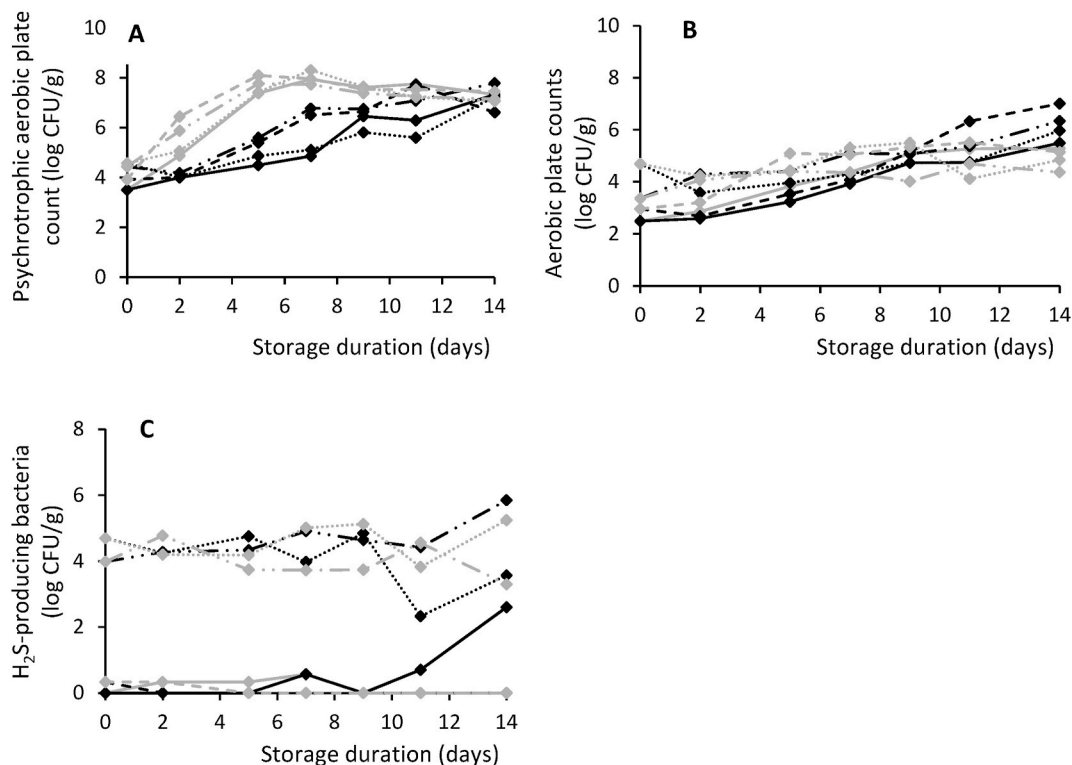 A
Psychrotrophic aerobic plate
count (log CFU/g)
10
8
6
4
2
0
0 2 4 6 8 10 12 14
Storage duration (days)
B
Aerobic plate counts
(log CFU/g)
10
8
6
4
2
0
0 2 4 6 8 10 12 14
Storage duration (days)
C
H₂S-producing bacteria
(log CFU/g)
8
6
4
2
0
0 2 4 6 8 10 12 14
Storage duration (days)